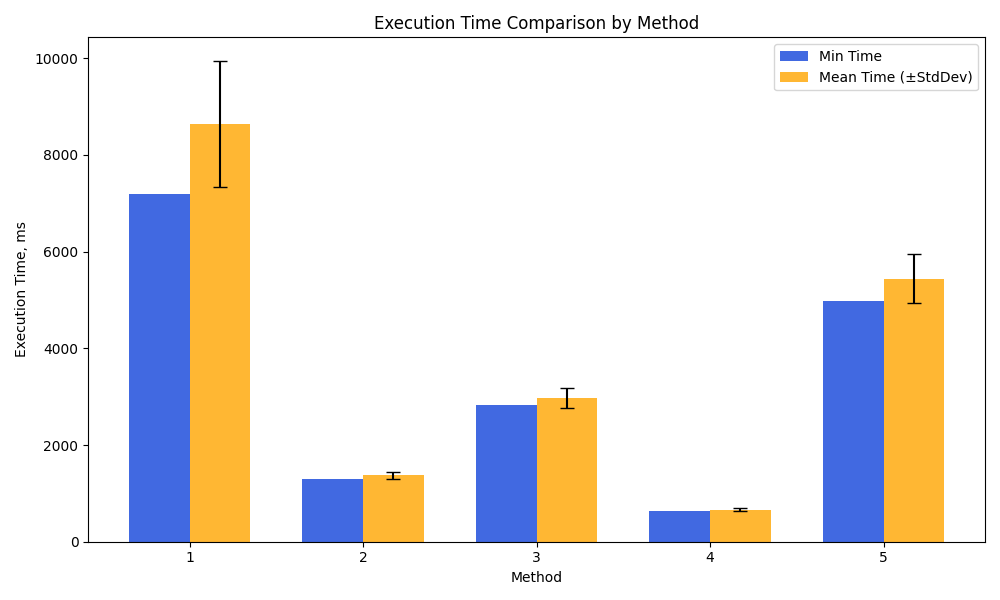 Execution Time Comparison by Method
Min Time
Mean Time (±StdDev)
Execution Time, ms
10000
8000
6000
4000
2000
0
1
2
3
4
5
Method